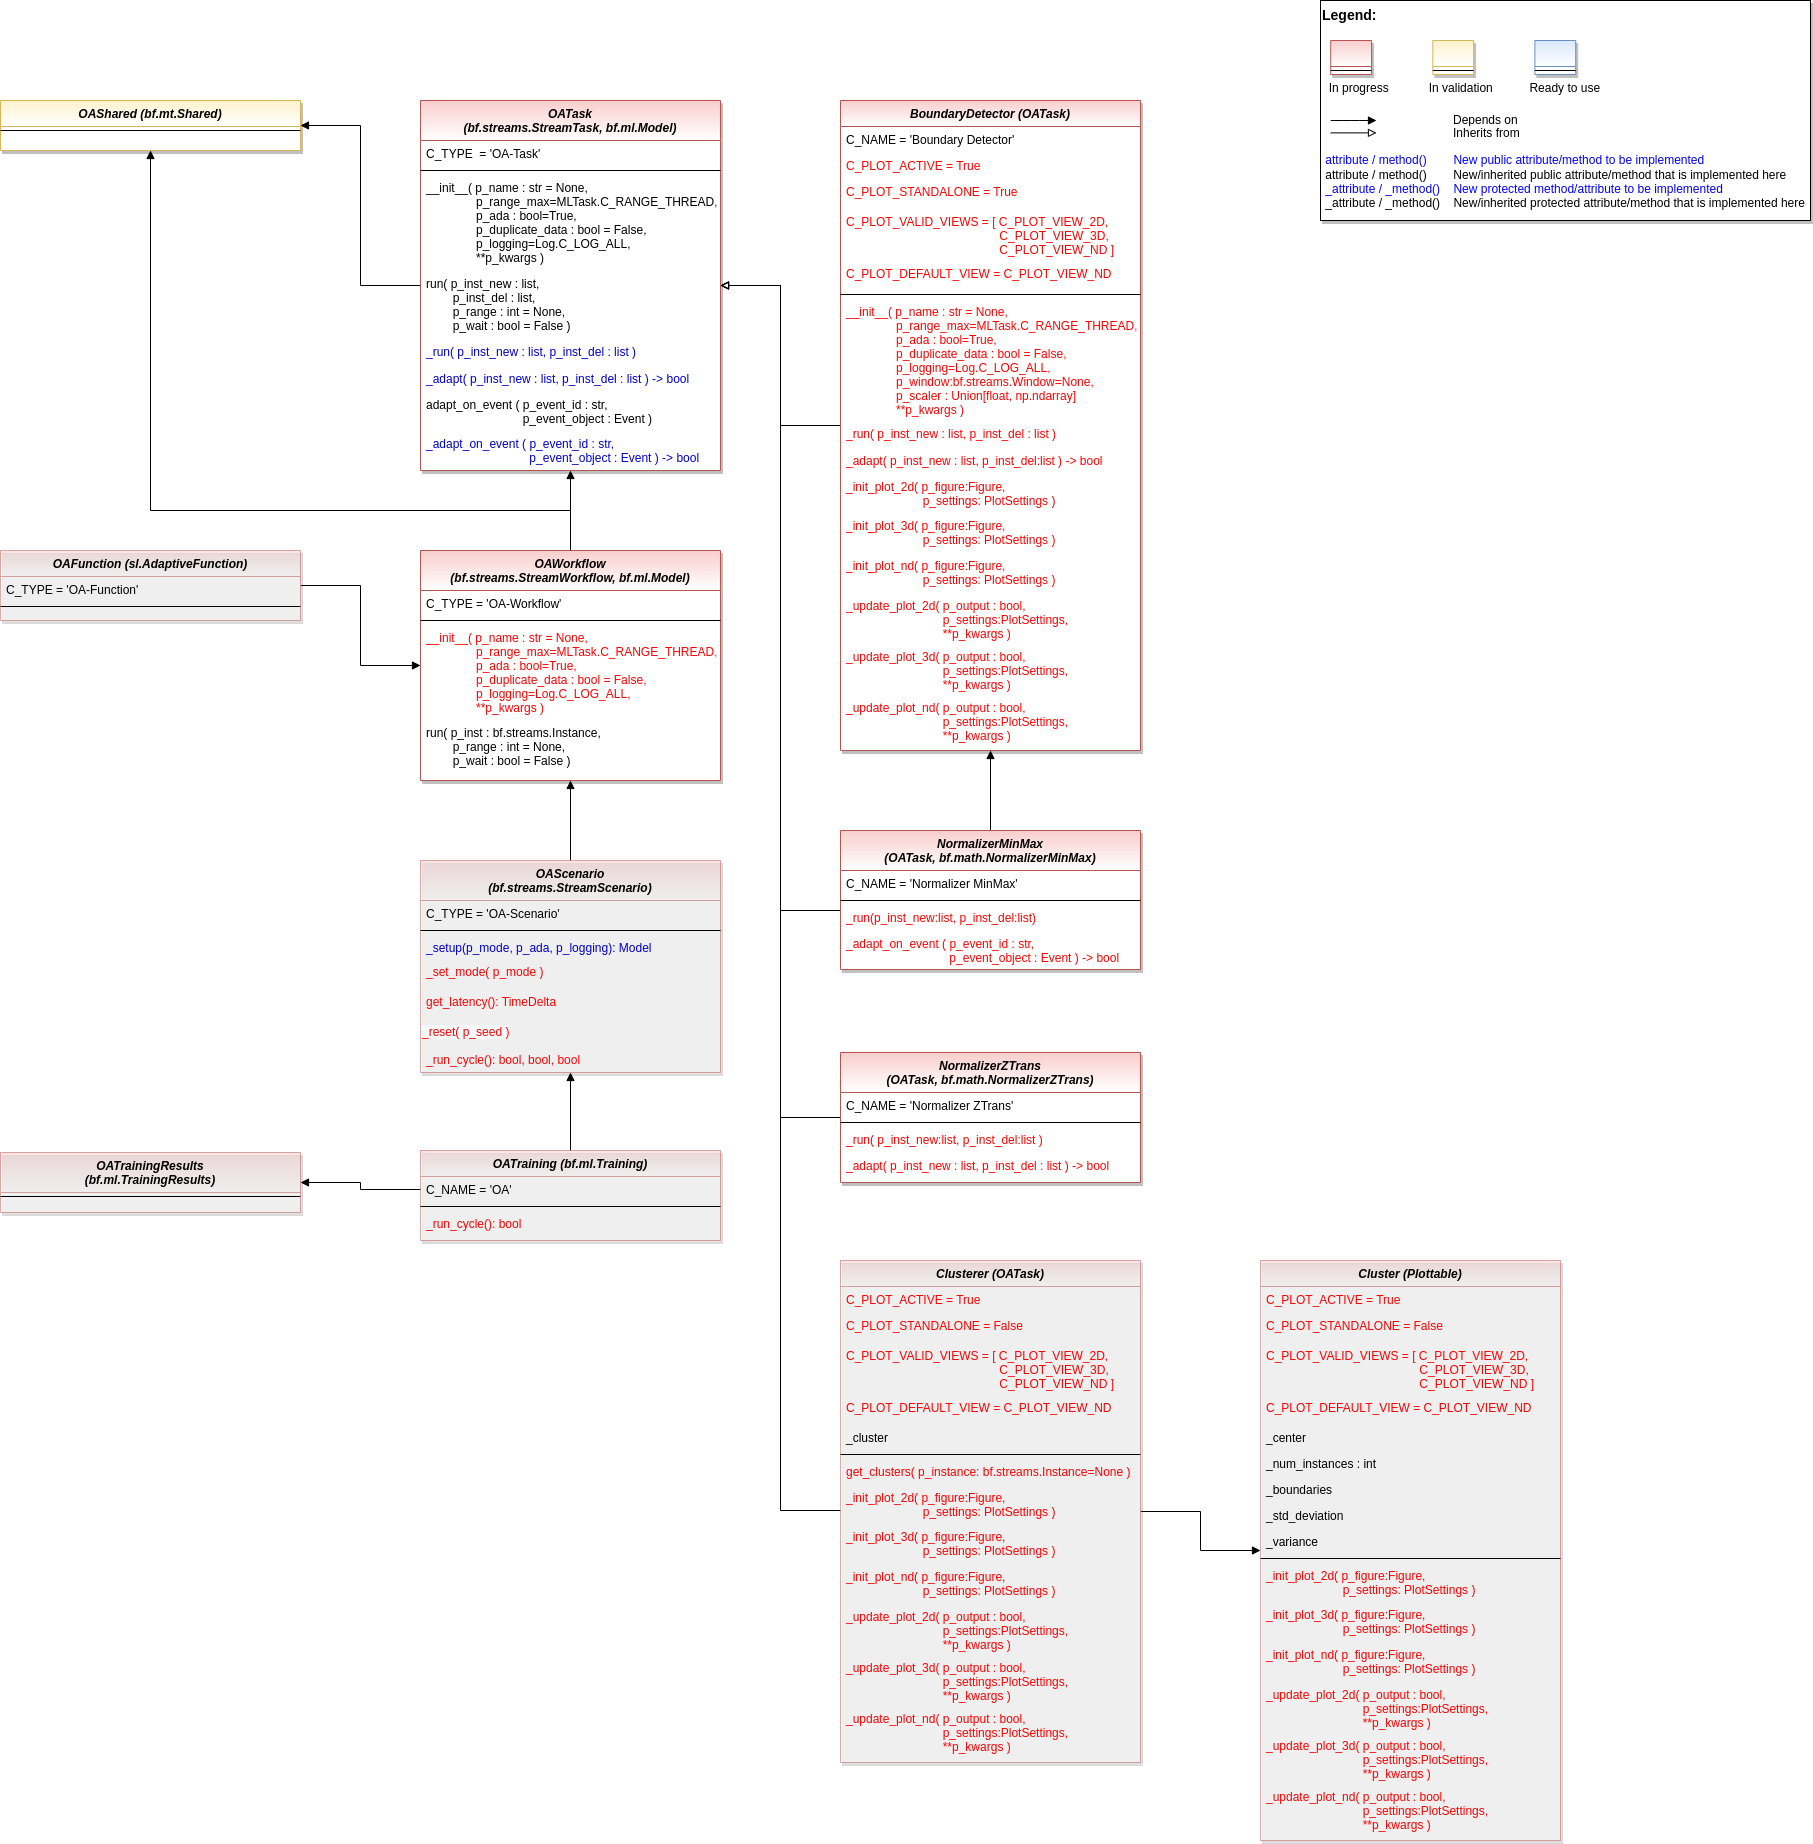 Legend:
In progress
In validation
Ready to use
Depends on
Inherits from
attribute / method() New public attribute/method to be implemented
attribute / method() New/inherited public attribute/method that is implemented here
_attribute / _method() New protected method/attribute to be implemented
_attribute / _method() New/inherited protected attribute/method that is implemented here
OAShared (bf.mt.Shared)
OATask
(bf.streams.StreamTask, bf.ml.Model)
C_TYPE = 'OA-Task'
__init__( p_name : str = None,
p_range_max=MLTask.C_RANGE_THREAD,
p_ada : bool=True,
p_duplicate_data : bool = False,
p_logging=Log.C_LOG_ALL,
**p_kwargs )
run( p_inst_new : list,
p_inst_del : list,
p_range : int = None,
p_wait : bool = False )
_run( p_inst_new : list, p_inst_del : list )
_adapt( p_inst_new : list, p_inst_del : list ) -> bool
adapt_on_event ( p_event_id : str,
p_event_object : Event )
_adapt_on_event ( p_event_id : str,
p_event_object : Event ) -> bool
BoundaryDetector (OATask)
C_NAME = 'Boundary Detector'
C_PLOT_ACTIVE = True
C_PLOT_STANDALONE = True
C_PLOT_VALID_VIEWS = [ C_PLOT_VIEW_2D,
C_PLOT_VIEW_3D,
C_PLOT_VIEW_ND ]
C_PLOT_DEFAULT_VIEW = C_PLOT_VIEW_ND
__init__( p_name : str = None,
p_range_max=MLTask.C_RANGE_THREAD,
p_ada : bool=True,
p_duplicate_data : bool = False,
p_logging=Log.C_LOG_ALL,
p_window:bf.streams.Window=None,
p_scaler : Union[float, np.ndarray]
**p_kwargs )
_run( p_inst_new : list, p_inst_del : list )
_adapt( p_inst_new : list, p_inst_del:list ) -> bool
_init_plot_2d( p_figure:Figure,
p_settings: PlotSettings )
_init_plot_3d( p_figure:Figure,
p_settings: PlotSettings )
_init_plot_nd( p_figure:Figure,
p_settings: PlotSettings )
_update_plot_2d( p_output : bool,
p_settings:PlotSettings,
**p_kwargs )
_update_plot_3d( p_output : bool,
p_settings:PlotSettings,
**p_kwargs )
_update_plot_nd( p_output : bool,
p_settings:PlotSettings,
**p_kwargs )
OAFunction (sl.AdaptiveFunction)
C_TYPE = 'OA-Function'
OAWorkflow
(bf.streams.StreamWorkflow, bf.ml.Model)
C_TYPE = 'OA-Workflow'
__init__( p_name : str = None,
p_range_max=MLTask.C_RANGE_THREAD,
p_ada : bool=True,
p_duplicate_data : bool = False,
p_logging=Log.C_LOG_ALL,
**p_kwargs )
run( p_inst : bf.streams.Instance,
p_range : int = None,
p_wait : bool = False )
NormalizerMinMax
(OATask, bf.math.NormalizerMinMax)
C_NAME = 'Normalizer MinMax'
_run(p_inst_new:list, p_inst_del:list)
_adapt_on_event ( p_event_id : str,
p_event_object : Event ) -> bool
OAScenario
(bf.streams.StreamScenario)
C_TYPE = 'OA-Scenario'
_setup(p_mode, p_ada, p_logging): Model
_set_mode( p_mode )
get_latency(): TimeDelta
_reset( p_seed )
_run_cycle(): bool, bool, bool
NormalizerZTrans
(OATask, bf.math.NormalizerZTrans)
C_NAME = 'Normalizer ZTrans'
_run( p_inst_new:list, p_inst_del:list )
_adapt( p_inst_new : list, p_inst_del : list ) -> bool
OATrainingResults
(bf.ml.TrainingResults)
OATraining (bf.ml.Training)
C_NAME = 'OA'
_run_cycle(): bool
Clusterer (OATask)
C_PLOT_ACTIVE = True
C_PLOT_STANDALONE = False
C_PLOT_VALID_VIEWS = [ C_PLOT_VIEW_2D,
C_PLOT_VIEW_3D,
C_PLOT_VIEW_ND ]
C_PLOT_DEFAULT_VIEW = C_PLOT_VIEW_ND
_cluster
get_clusters( p_instance: bf.streams.Instance=None )
_init_plot_2d( p_figure:Figure,
p_settings: PlotSettings )
_init_plot_3d( p_figure:Figure,
p_settings: PlotSettings )
_init_plot_nd( p_figure:Figure,
p_settings: PlotSettings )
_update_plot_2d( p_output : bool,
p_settings:PlotSettings,
**p_kwargs )
_update_plot_3d( p_output : bool,
p_settings:PlotSettings,
**p_kwargs )
_update_plot_nd( p_output : bool,
p_settings:PlotSettings,
**p_kwargs )
Cluster (Plottable)
C_PLOT_ACTIVE = True
C_PLOT_STANDALONE = False
C_PLOT_VALID_VIEWS = [ C_PLOT_VIEW_2D,
C_PLOT_VIEW_3D,
C_PLOT_VIEW_ND ]
C_PLOT_DEFAULT_VIEW = C_PLOT_VIEW_ND
_center
_num_instances : int
_boundaries
_std_deviation
_variance
_init_plot_2d( p_figure:Figure,
p_settings: PlotSettings )
_init_plot_3d( p_figure:Figure,
p_settings: PlotSettings )
_init_plot_nd( p_figure:Figure,
p_settings: PlotSettings )
_update_plot_2d( p_output : bool,
p_settings:PlotSettings,
**p_kwargs )
_update_plot_3d( p_output : bool,
p_settings:PlotSettings,
**p_kwargs )
_update_plot_nd( p_output : bool,
p_settings:PlotSettings,
**p_kwargs )